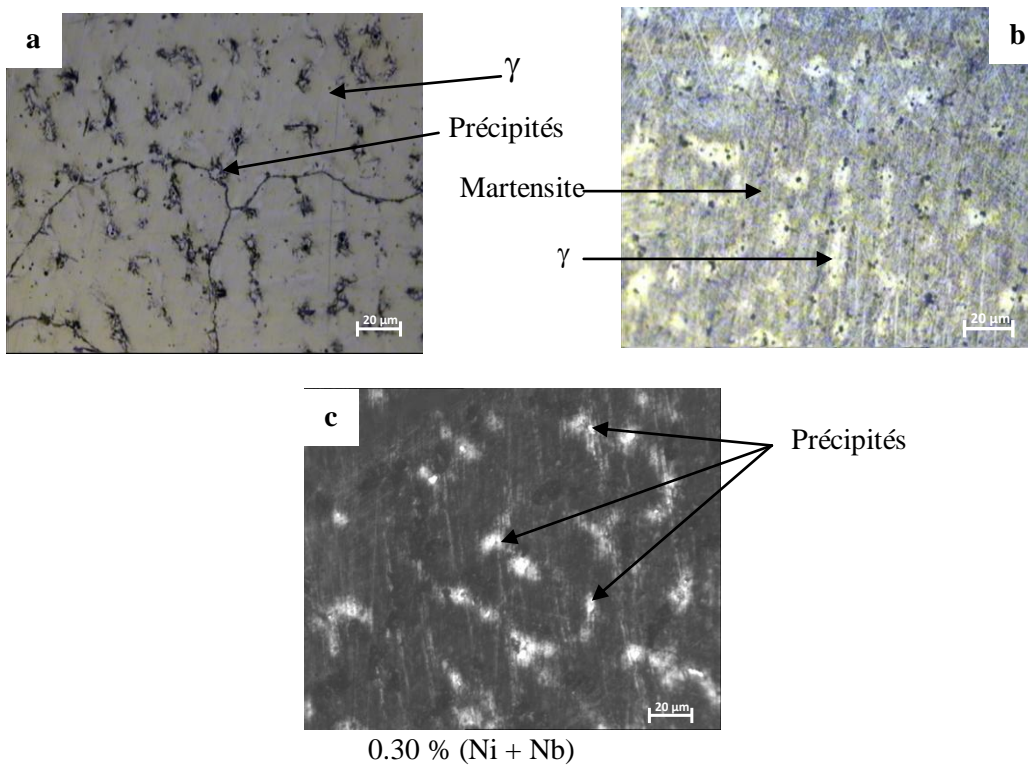 a
b
γ
Précipités
Martensite
γ
20 µm
20 µm
c
Précipités
20 µm
0.30 % (Ni + Nb)